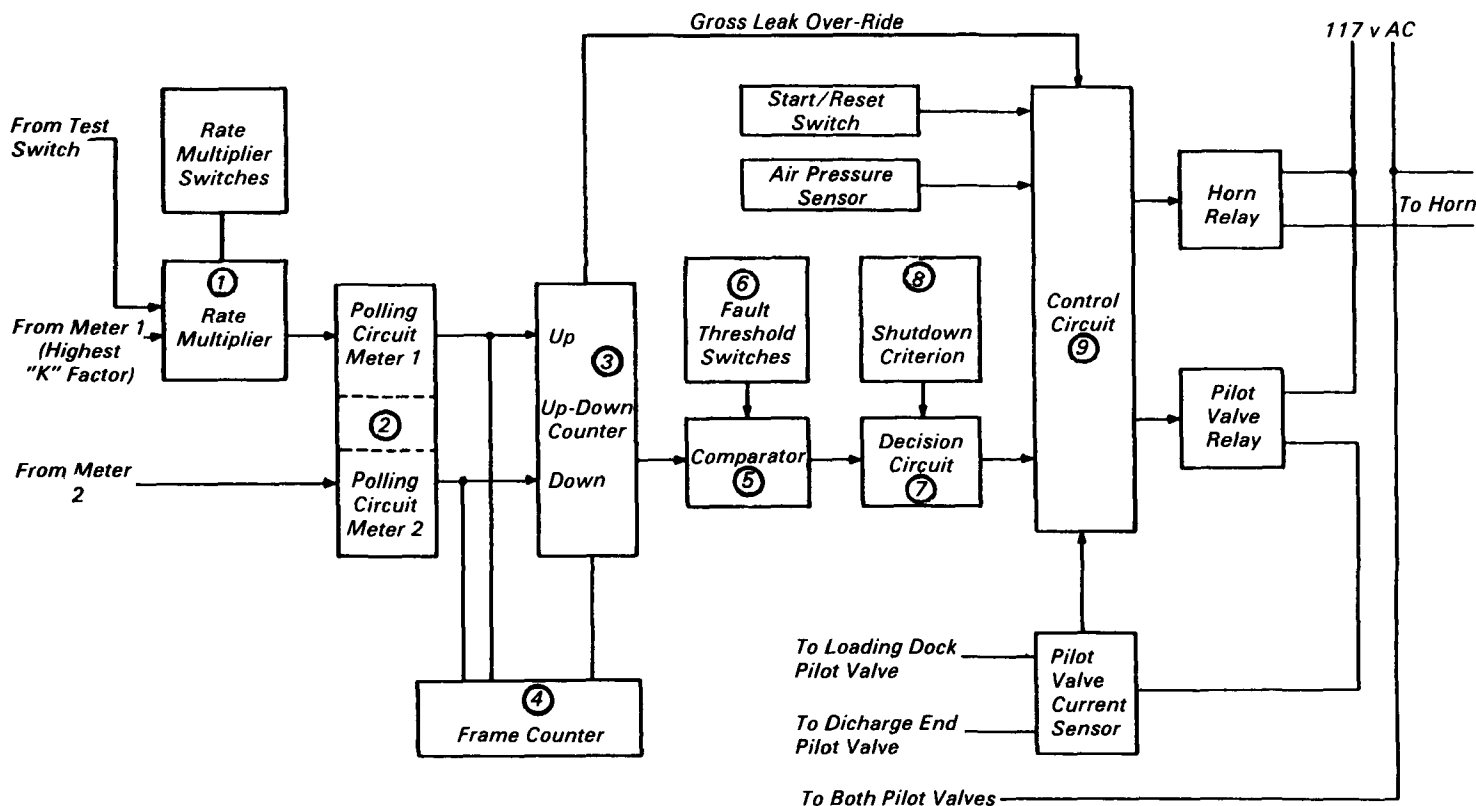 Gross Leak Over-Ride
117 v AC
From Test
Switch
Rate
Multiplier
Switches
Start/Reset
Switch
Air Pressure
Sensor
Horn
Relay
To Horn
1
Rate
Multiplier
From Meter 1
(Highest
"K" Factor)
Polling
Circuit
Meter 1
2
Polling
Circuit
Meter 2
From Meter
2
Up
3
Up-Down
Counter
Down
6
Fault
Threshold
Switches
8
Shutdown
Criterion
Control
Circuit
9
Comparator
5
Decision
Circuit
7
Pilot
Valve
Relay
4
Frame Counter
To Loading Dock
Pilot Valve
To Dicharge End
Pilot Valve
Pilot
Valve
Current
Sensor
To Both Pilot Valves